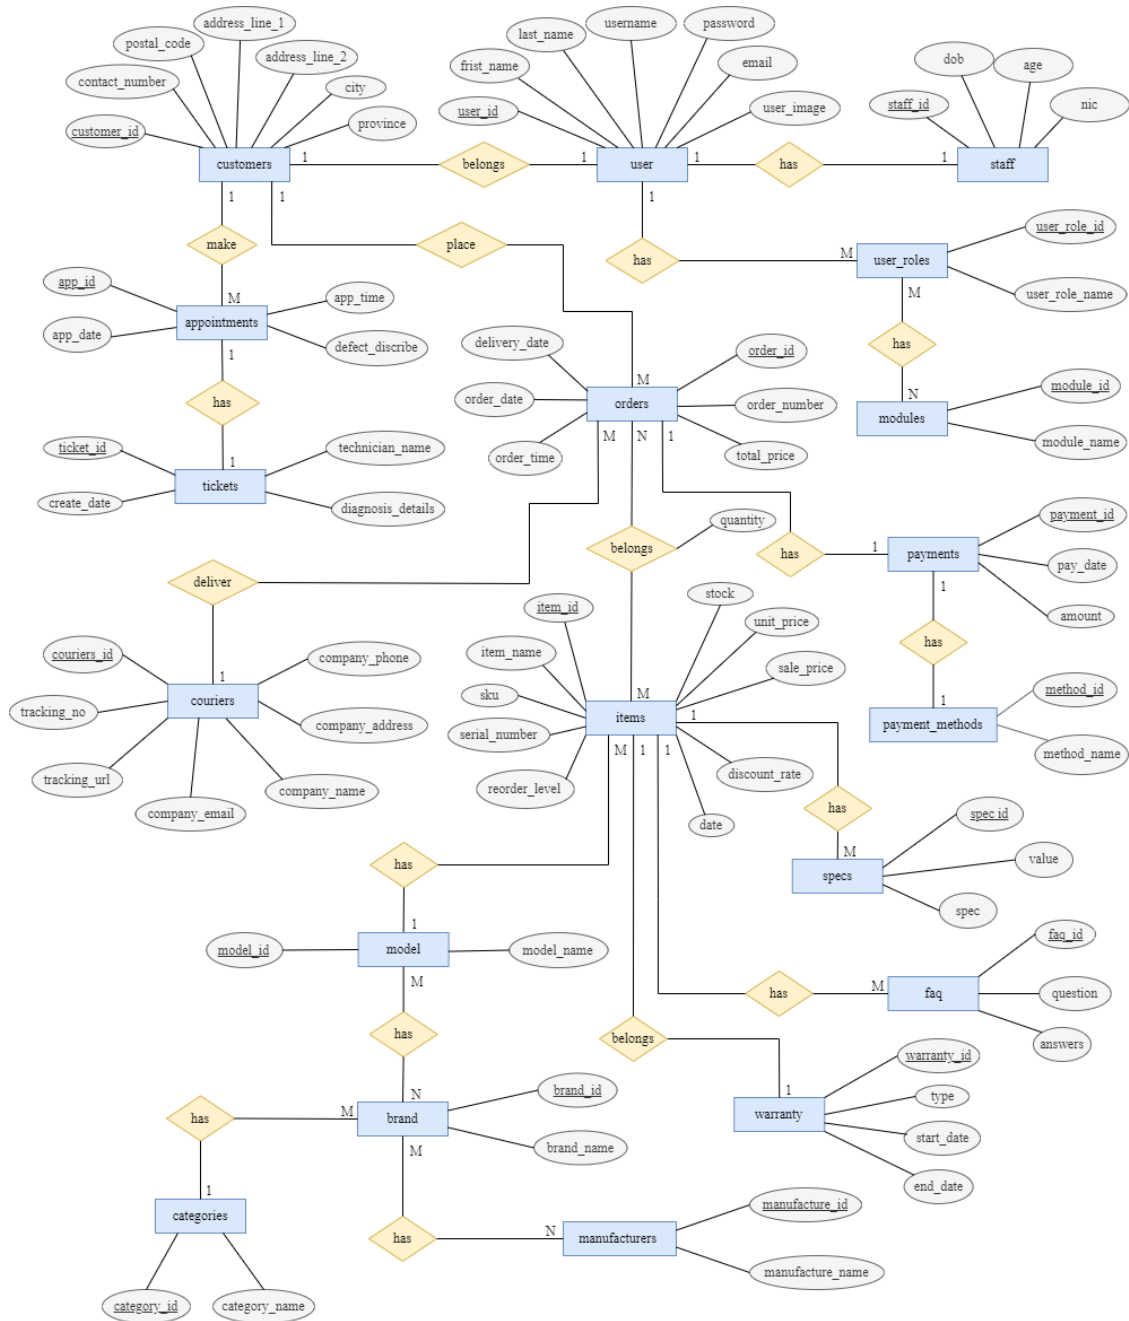 address_line_1
postal_code
address_line_2
contact_number
city
customer_id
province
customers
1
1
1
1
belongs
last_name
username
password
frist_name
email
user_id
user_image
1
user
1
1
has
1
dob
age
staff_id
nic
staff
make
place
has
M
user_roles
M
user_role_id
user_role_name
has
N
modules
module_id
module_name
app_id
M
app_time
appointments
app_date
defect_discribe
1
has
1
ticket_id
technician_name
tickets
create_date
diagnosis_details
delivery_date
order_id
M
order_date
orders
order_number
order_time
M
N
1
total_price
quantity
belongs
has
1
payments
payment_id
pay_date
amount
1
has
1
payment_methods
method_id
method_name
deliver
1
couriers_id
company_phone
couriers
tracking_no
company_address
tracking_url
company_name
company_email
item_id
stock
item_name
unit_price
sku
sale_price
M
items
1
serial_number
M
1
1
reorder_level
discount_rate
date
has
M
specs
spec id
value
spec
has
1
model_id
model
model_name
M
has
N
has
M
faq
faq_id
question
answers
belongs
1
warranty
warranty_id
type
start_date
end_date
has
M
brand
brand_id
brand_name
M
1
categories
category_id
category_name
has
N
manufacturers
manufacture_id
manufacture_name